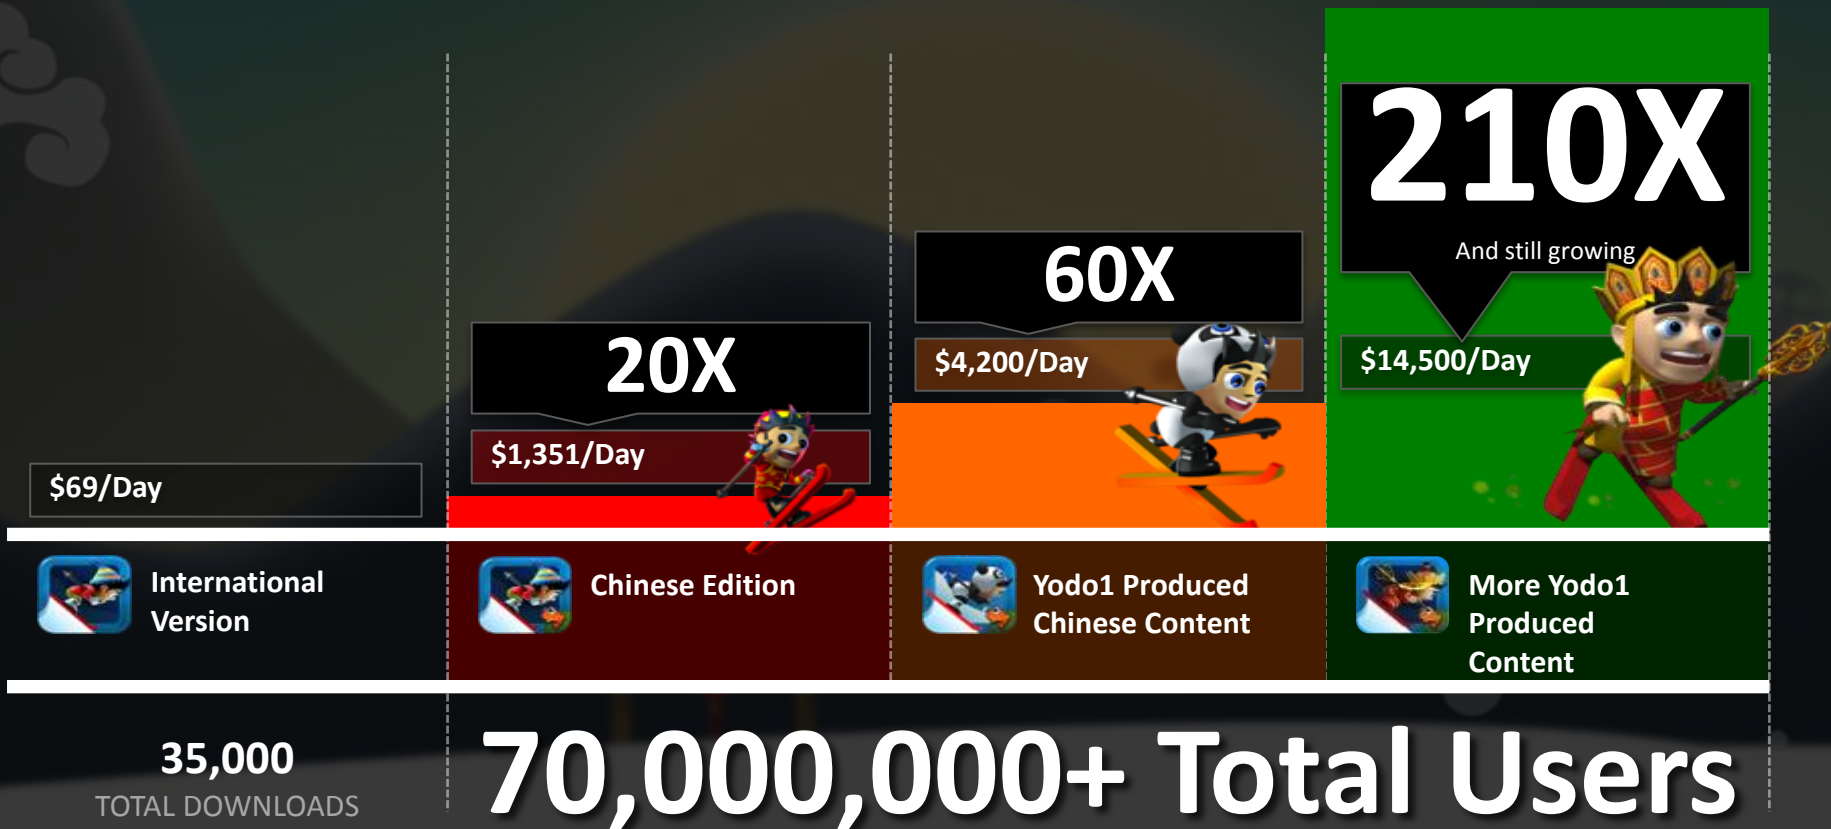 210X
And still growing
60X
20X
$14,500/Day
$4,200/Day
$1,351/Day
$69/Day
International
Version
Chinese Edition
Yodo1 Produced
Chinese Content
More Yodo1
Produced
Content
35,000
TOTAL DOWNLOADS
70,000,000+ Total Users